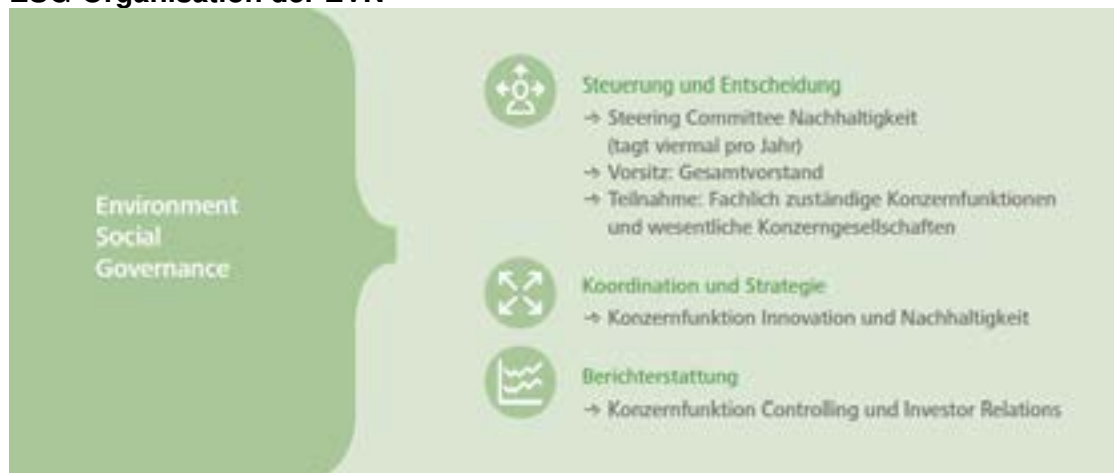 ESG-Organisation der EVN
Environment
Social
Governance
Steuerung und Entscheidung
→ Steering Committee Nachhaltigkeit
(tagt viermal pro Jahr)
→ Vorsitz: Gesamtvorstand
→ Teilnahme: Fachlich zuständige Konzernfunktionen
und wesentliche Konzerngesellschaften
Koordination und Strategie
→ Konzernfunktion Innovation und Nachhaltigkeit
Berichterstattung
→ Konzernfunktion Controlling und Investor Relations